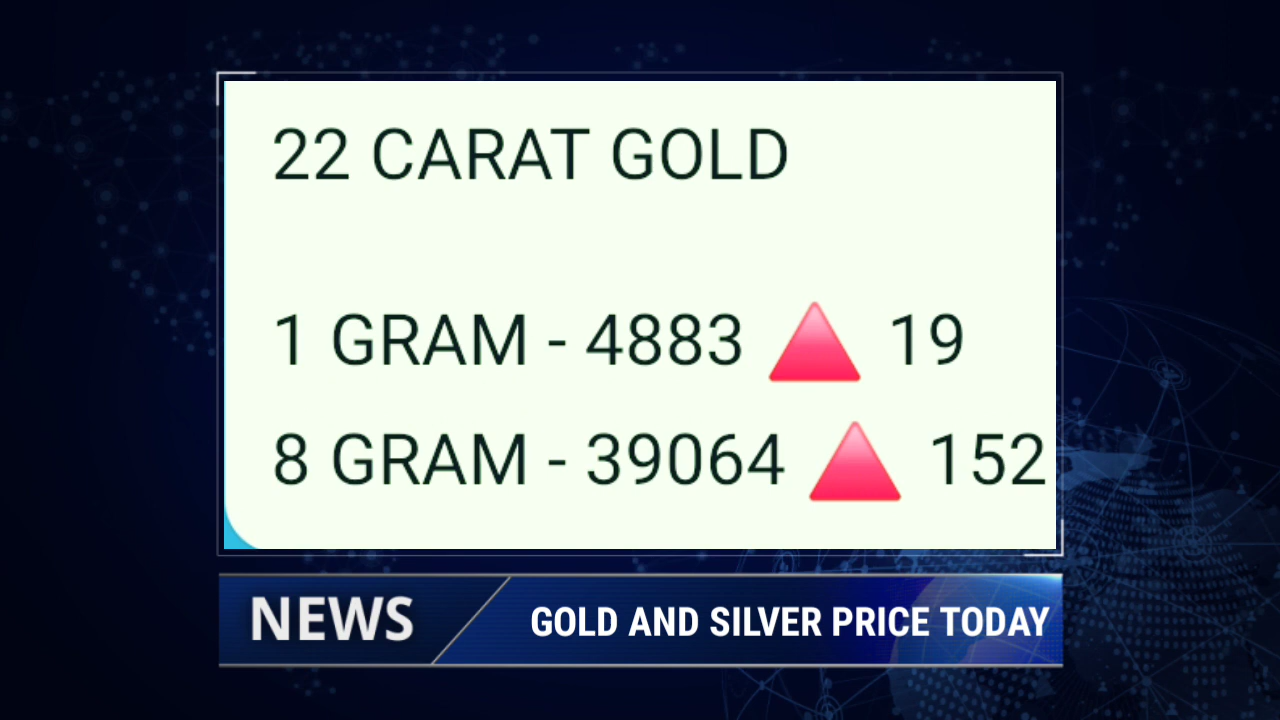 22 CARAT GOLD
1 GRAM - 4883 🔺 19
8 GRAM - 39064 🔺 152
NEWS
GOLD AND SILVER PRICE TODAY